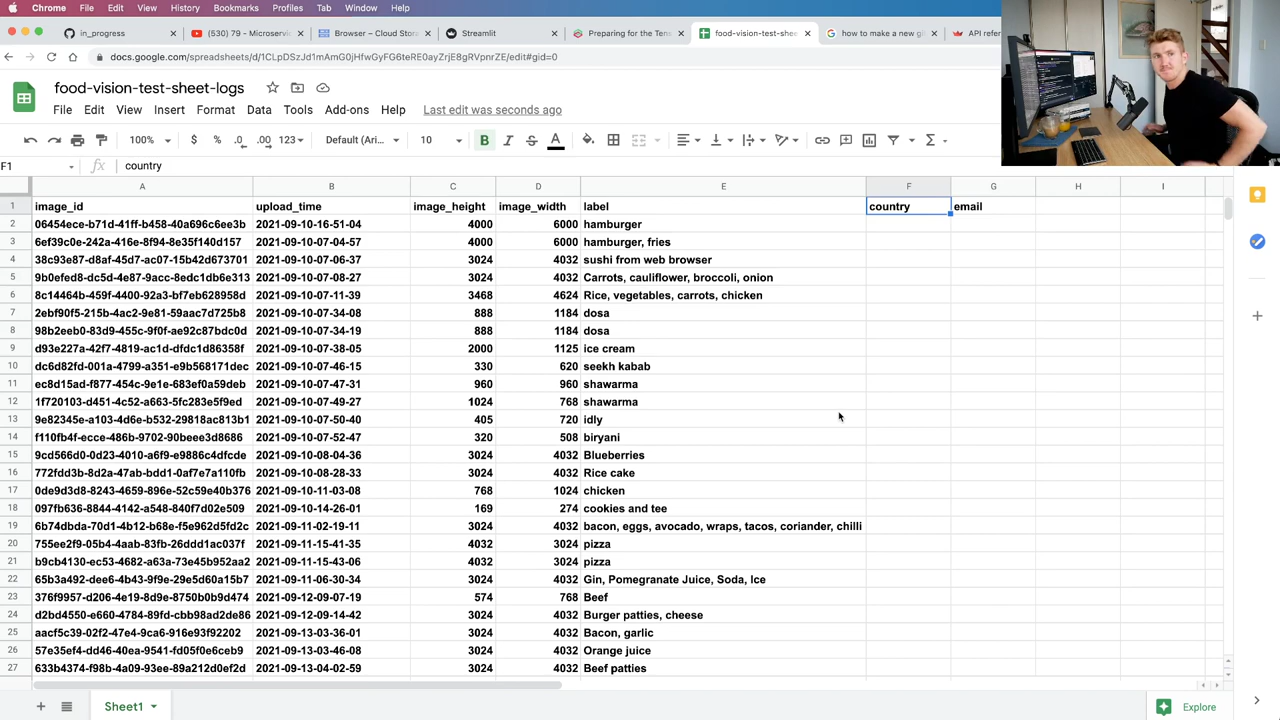 Chrome File Edit View History Bookmarks Profiles Tab Window Help
in_progress (530) 79 - Microservic Browser – Cloud Stora Streamlit Preparing for the Tens food-vision-test-sheet-l how to make a new gi API refer
docs.google.com/spreadsheets/d/1CLpDSzJd1mAmG0jHfwGyFG6teRE0ayZrjE8gRVpnrZE/edit#gid=0
food-vision-test-sheet-logs
File Edit View Insert Format Data Tools Add-ons Help Last edit was seconds ago
100% $ % .0 .00 123 Default (Ari... 10 B I S A
F1 fx country
A B C D E F G H I
1 image_id upload_time image_height image_width label country email
2 06454ece-b71d-41ff-b458-40a696c6ee3b 2021-09-10-16-51-04 4000 6000 hamburger
3 6ef39c0e-242a-416e-8f94-8e35f140d157 2021-09-10-07-04-57 4000 6000 hamburger, fries
4 38c93e87-d8af-45d7-ac07-15b42d673701 2021-09-10-07-06-37 3024 4032 sushi from web browser
5 9b0efed8-dc5d-4e87-9acc-8edc1db6e313 2021-09-10-07-08-27 3024 4032 Carrots, cauliflower, broccoli, onion
6 8c14464b-459f-4400-92a3-bf7eb628958d 2021-09-10-07-11-39 3468 4624 Rice, vegetables, carrots, chicken
7 2ebf90f5-215b-4ac2-9e81-59aac7d725b8 2021-09-10-07-34-08 888 1184 dosa
8 98b2eeb0-83d9-455c-9f0f-ae92c87bdc0d 2021-09-10-07-34-19 888 1184 dosa
9 d93e227a-42f7-4819-ac1d-dfdc1d86358f 2021-09-10-07-38-05 2000 1125 ice cream
10 dc6d82fd-001a-4799-a351-e9b568171dec 2021-09-10-07-46-15 330 620 seekh kabab
11 ec8d15ad-f877-454c-9e1e-683ef0a59deb 2021-09-10-07-47-31 960 960 shawarma
12 1f720103-d451-4c52-a663-5fc283e5f9ed 2021-09-10-07-49-27 1024 768 shawarma
13 9e82345e-a103-4d6e-b532-29818ac813b1 2021-09-10-07-50-40 405 720 idly
14 f110fb4f-ecce-486b-9702-90beee3d8686 2021-09-10-07-52-47 320 508 biryani
15 9cd566d0-0d23-4010-a6f9-e9886c4dfcde 2021-09-10-08-04-36 3024 4032 Blueberries
16 772fdd3b-8d2a-47ab-bdd1-0af7e7a110fb 2021-09-10-08-28-33 3024 4032 Rice cake
17 0de9d3d8-8243-4659-896e-52c59e40b376 2021-09-10-11-03-08 768 1024 chicken
18 097fb636-8844-4142-a548-840f7d02e509 2021-09-10-14-26-01 169 274 cookies and tee
19 6b74dbda-70d1-4b12-b68e-f5e962d5fd2c 2021-09-11-02-19-11 3024 4032 bacon, eggs, avocado, wraps, tacos, coriander, chilli
20 755ee2f9-05b4-4aab-83fb-26ddd1ac037f 2021-09-11-15-41-35 4032 3024 pizza
21 b9cb4130-ec53-4682-a63a-73e45b952aa2 2021-09-11-15-43-06 4032 3024 pizza
22 65b3a492-dee6-4b43-9f9e-29e5d60a15b7 2021-09-11-06-30-34 3024 4032 Gin, Pomegranate Juice, Soda, Ice
23 376f9957-d206-4e19-8d9e-8750b0b9d474 2021-09-12-09-07-19 574 768 Beef
24 d2bd4550-e660-4784-89fd-cbb98ad2de86 2021-09-12-09-14-42 3024 4032 Burger patties, cheese
25 aacf5c39-02f2-47e4-9ca6-916e93f92202 2021-09-13-03-36-01 3024 4032 Bacon, garlic
26 57e35ef4-dd46-40ea-9541-fd05f0e6ceb9 2021-09-13-03-46-08 3024 4032 Orange juice
27 633b4374-f98b-4a09-93ee-89a212d0ef2d 2021-09-13-04-02-59 3024 4032 Beef patties
Sheet1 Explore